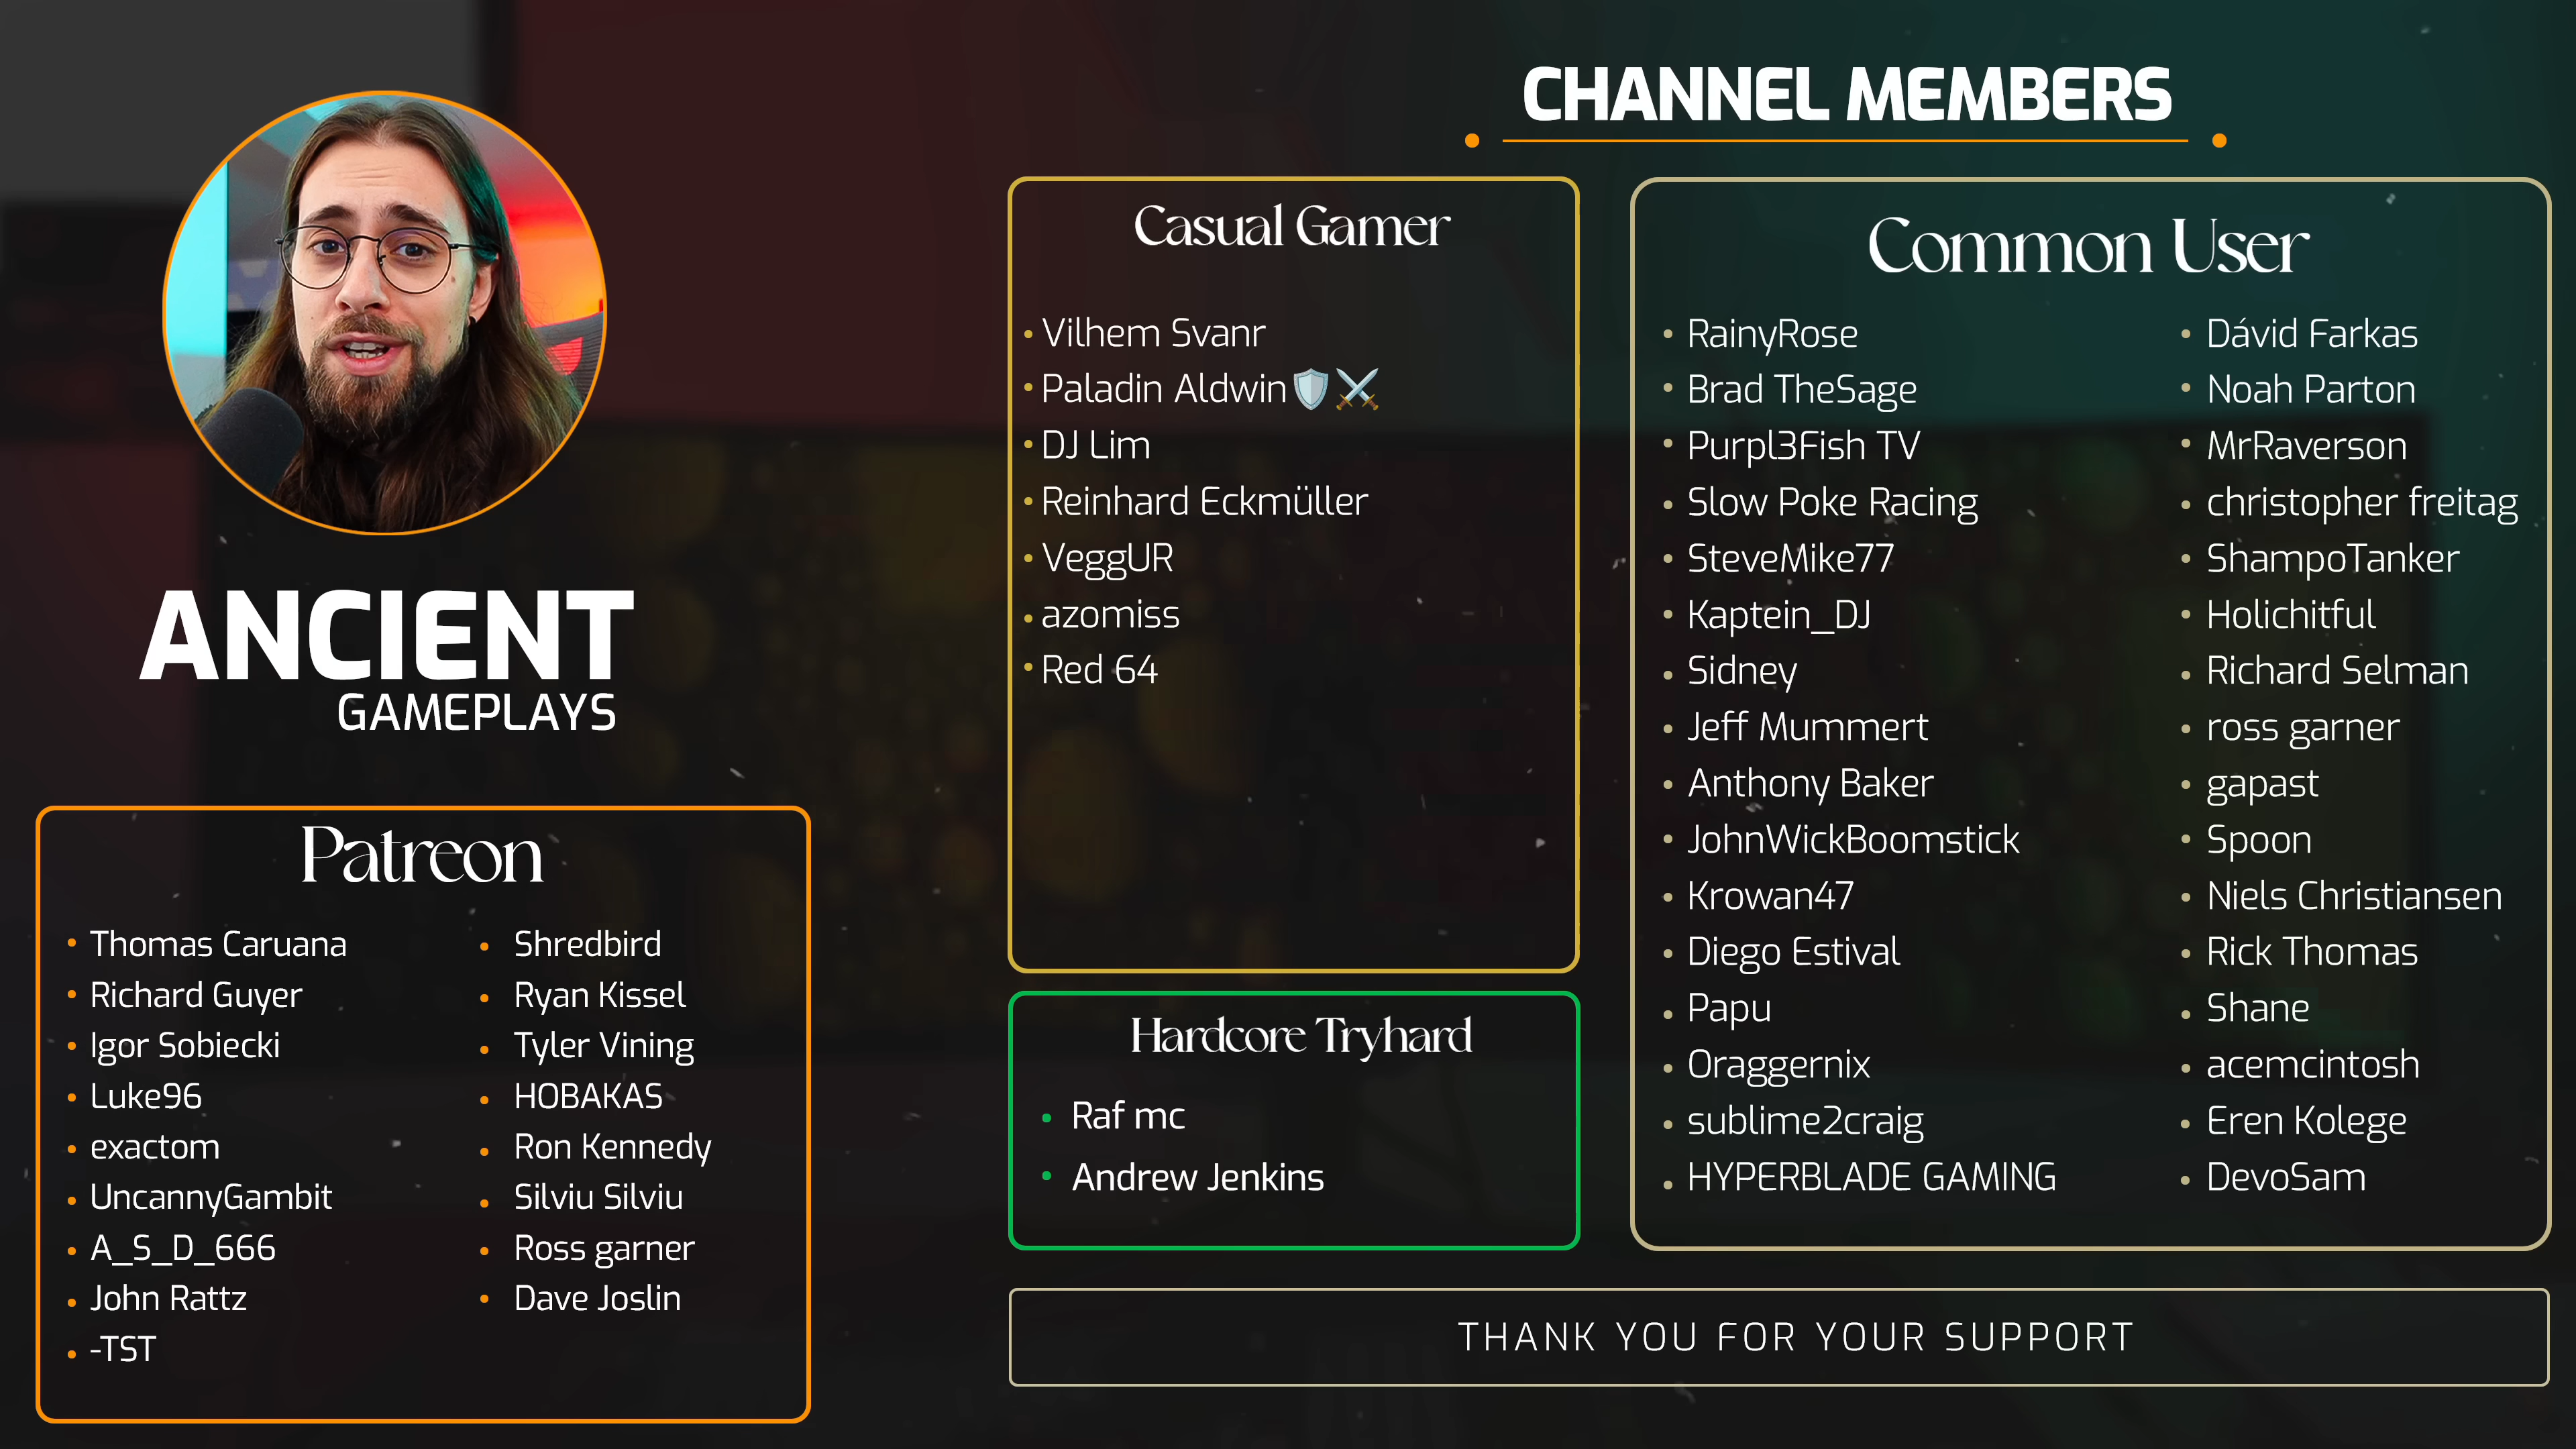 ANCIENT
GAMEPLAYS
Patreon
• Thomas Caruana
• Richard Guyer
• Igor Sobiecki
• Luke96
• exactom
• UncannyGambit
• A_S_D_666
• John Rattz
• -TST
• Shredbird
• Ryan Kissel
• Tyler Vining
• HOBAKAS
• Ron Kennedy
• Silviu Silviu
• Ross garner
• Dave Joslin
CHANNEL MEMBERS
Casual Gamer
• Vilhem Svanr
• Paladin Aldwin🛡️⚔️
• DJ Lim
• Reinhard Eckmüller
• VeggUR
• azomiss
• Red 64
Hardcore Tryhard
• Raf mc
• Andrew Jenkins
Common User
• RainyRose
• Brad TheSage
• Purpl3Fish TV
• Slow Poke Racing
• SteveMike77
• Kaptein_DJ
• Sidney
• Jeff Mummert
• Anthony Baker
• JohnWickBoomstick
• Krowan47
• Diego Estival
• Papu
• Oraggernix
• sublime2craig
• HYPERBLADE GAMING
• Dávid Farkas
• Noah Parton
• MrRaverson
• christopher freitag
• ShampoTanker
• Holichitful
• Richard Selman
• ross garner
• gapast
• Spoon
• Niels Christiansen
• Rick Thomas
• Shane
• acemcintosh
• Eren Kolege
• DevoSam
THANK YOU FOR YOUR SUPPORT